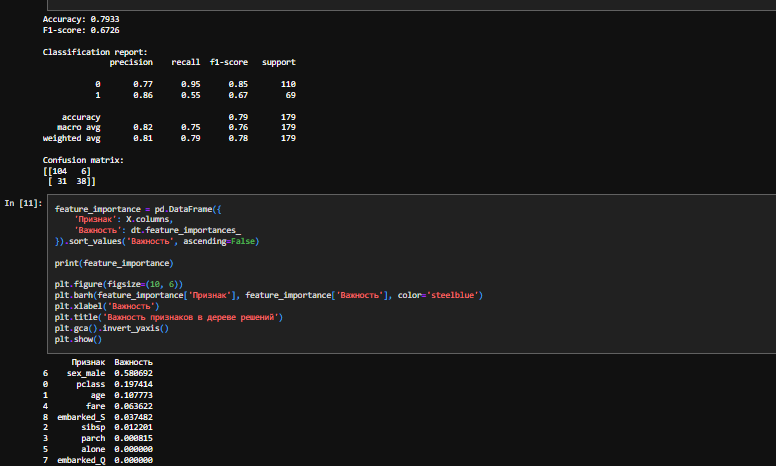 Accuracy: 0.7933
F1-score: 0.6726
Classification report:
precision recall f1-score support
0 0.77 0.95 0.85 110
1 0.86 0.55 0.67 69
accuracy 0.79 179
macro avg 0.82 0.75 0.76 179
weighted avg 0.81 0.79 0.78 179
Confusion matrix:
[[104 6]
[ 31 38]]
In [11]:
feature_importance = pd.DataFrame({
'Признак': X.columns,
'Важность': dt.feature_importances_
}).sort_values('Важность', ascending=False)
print(feature_importance)
plt.figure(figsize=(10, 6))
plt.barh(feature_importance['Признак'], feature_importance['Важность'], color='steelblue')
plt.xlabel('Важность')
plt.title('Важность признаков в дереве решений')
plt.gca().invert_yaxis()
plt.show()
Признак Важность
6 sex_male 0.580692
0 pclass 0.197414
1 age 0.107773
4 fare 0.063622
8 embarked_S 0.037482
2 sibsp 0.012201
3 parch 0.000815
5 alone 0.000000
7 embarked_Q 0.000000